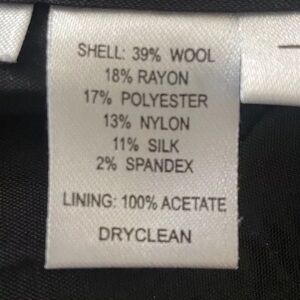 SHELL: 39% WOOL
18% RAYON
17% POLYESTER
13% NYLON
11% SILK
2% SPANDEX
LINING: 100% ACETATE
DRYCLEAN